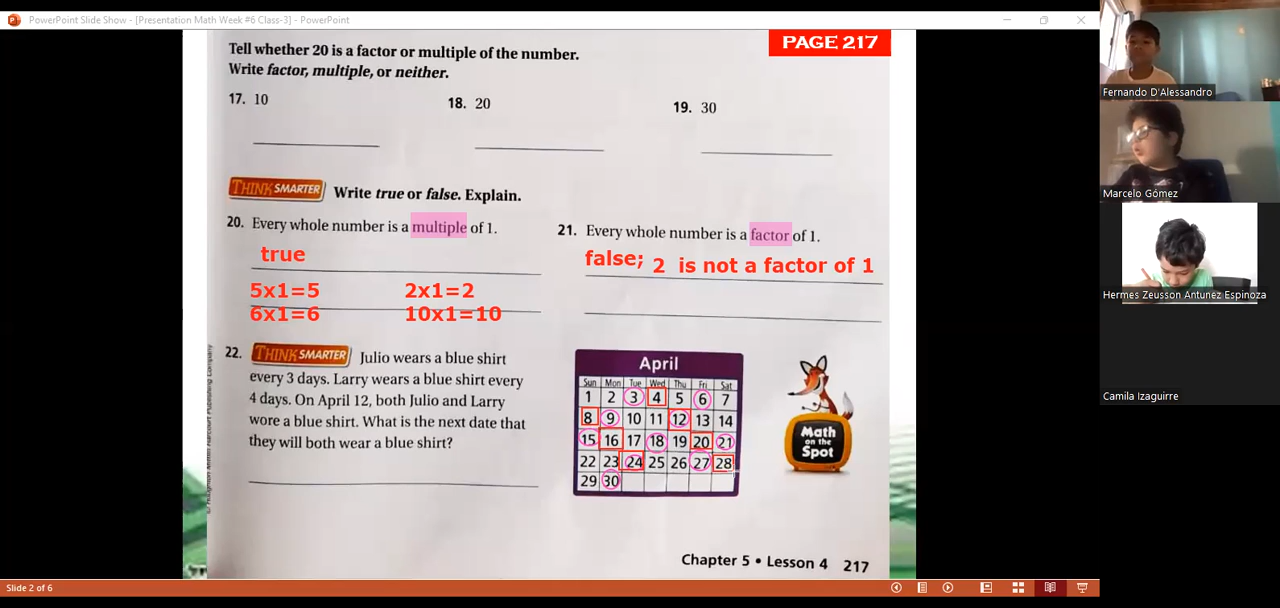 PowerPoint Slide Show - [Presentation Math Week #6 Class-3] - PowerPoint
PAGE 217
Tell whether 20 is a factor or multiple of the number.
Write factor, multiple, or neither.
17. 10
18. 20
19. 30
THINK SMARTER Write true or false. Explain.
20. Every whole number is a multiple of 1.
true
5x1=5 2x1=2
6x1=6 10x1=10
21. Every whole number is a factor of 1.
false; 2 is not a factor of 1
22. THINK SMARTER Julio wears a blue shirt
every 3 days. Larry wears a blue shirt every
4 days. On April 12, both Julio and Larry
wore a blue shirt. What is the next date that
they will both wear a blue shirt?
April
Sun Mon Tue Wed Thu Fri Sat
1 2 3 4 5 6 7
8 9 10 11 12 13 14
15 16 17 18 19 20 21
22 23 24 25 26 27 28
29 30
Math
on the
Spot
Chapter 5 • Lesson 4 217
Slide 2 of 6
Fernando D'Alessandro
Marcelo Gómez
Hermes Zeusson Antunez Espinoza
Camila Izaguirre